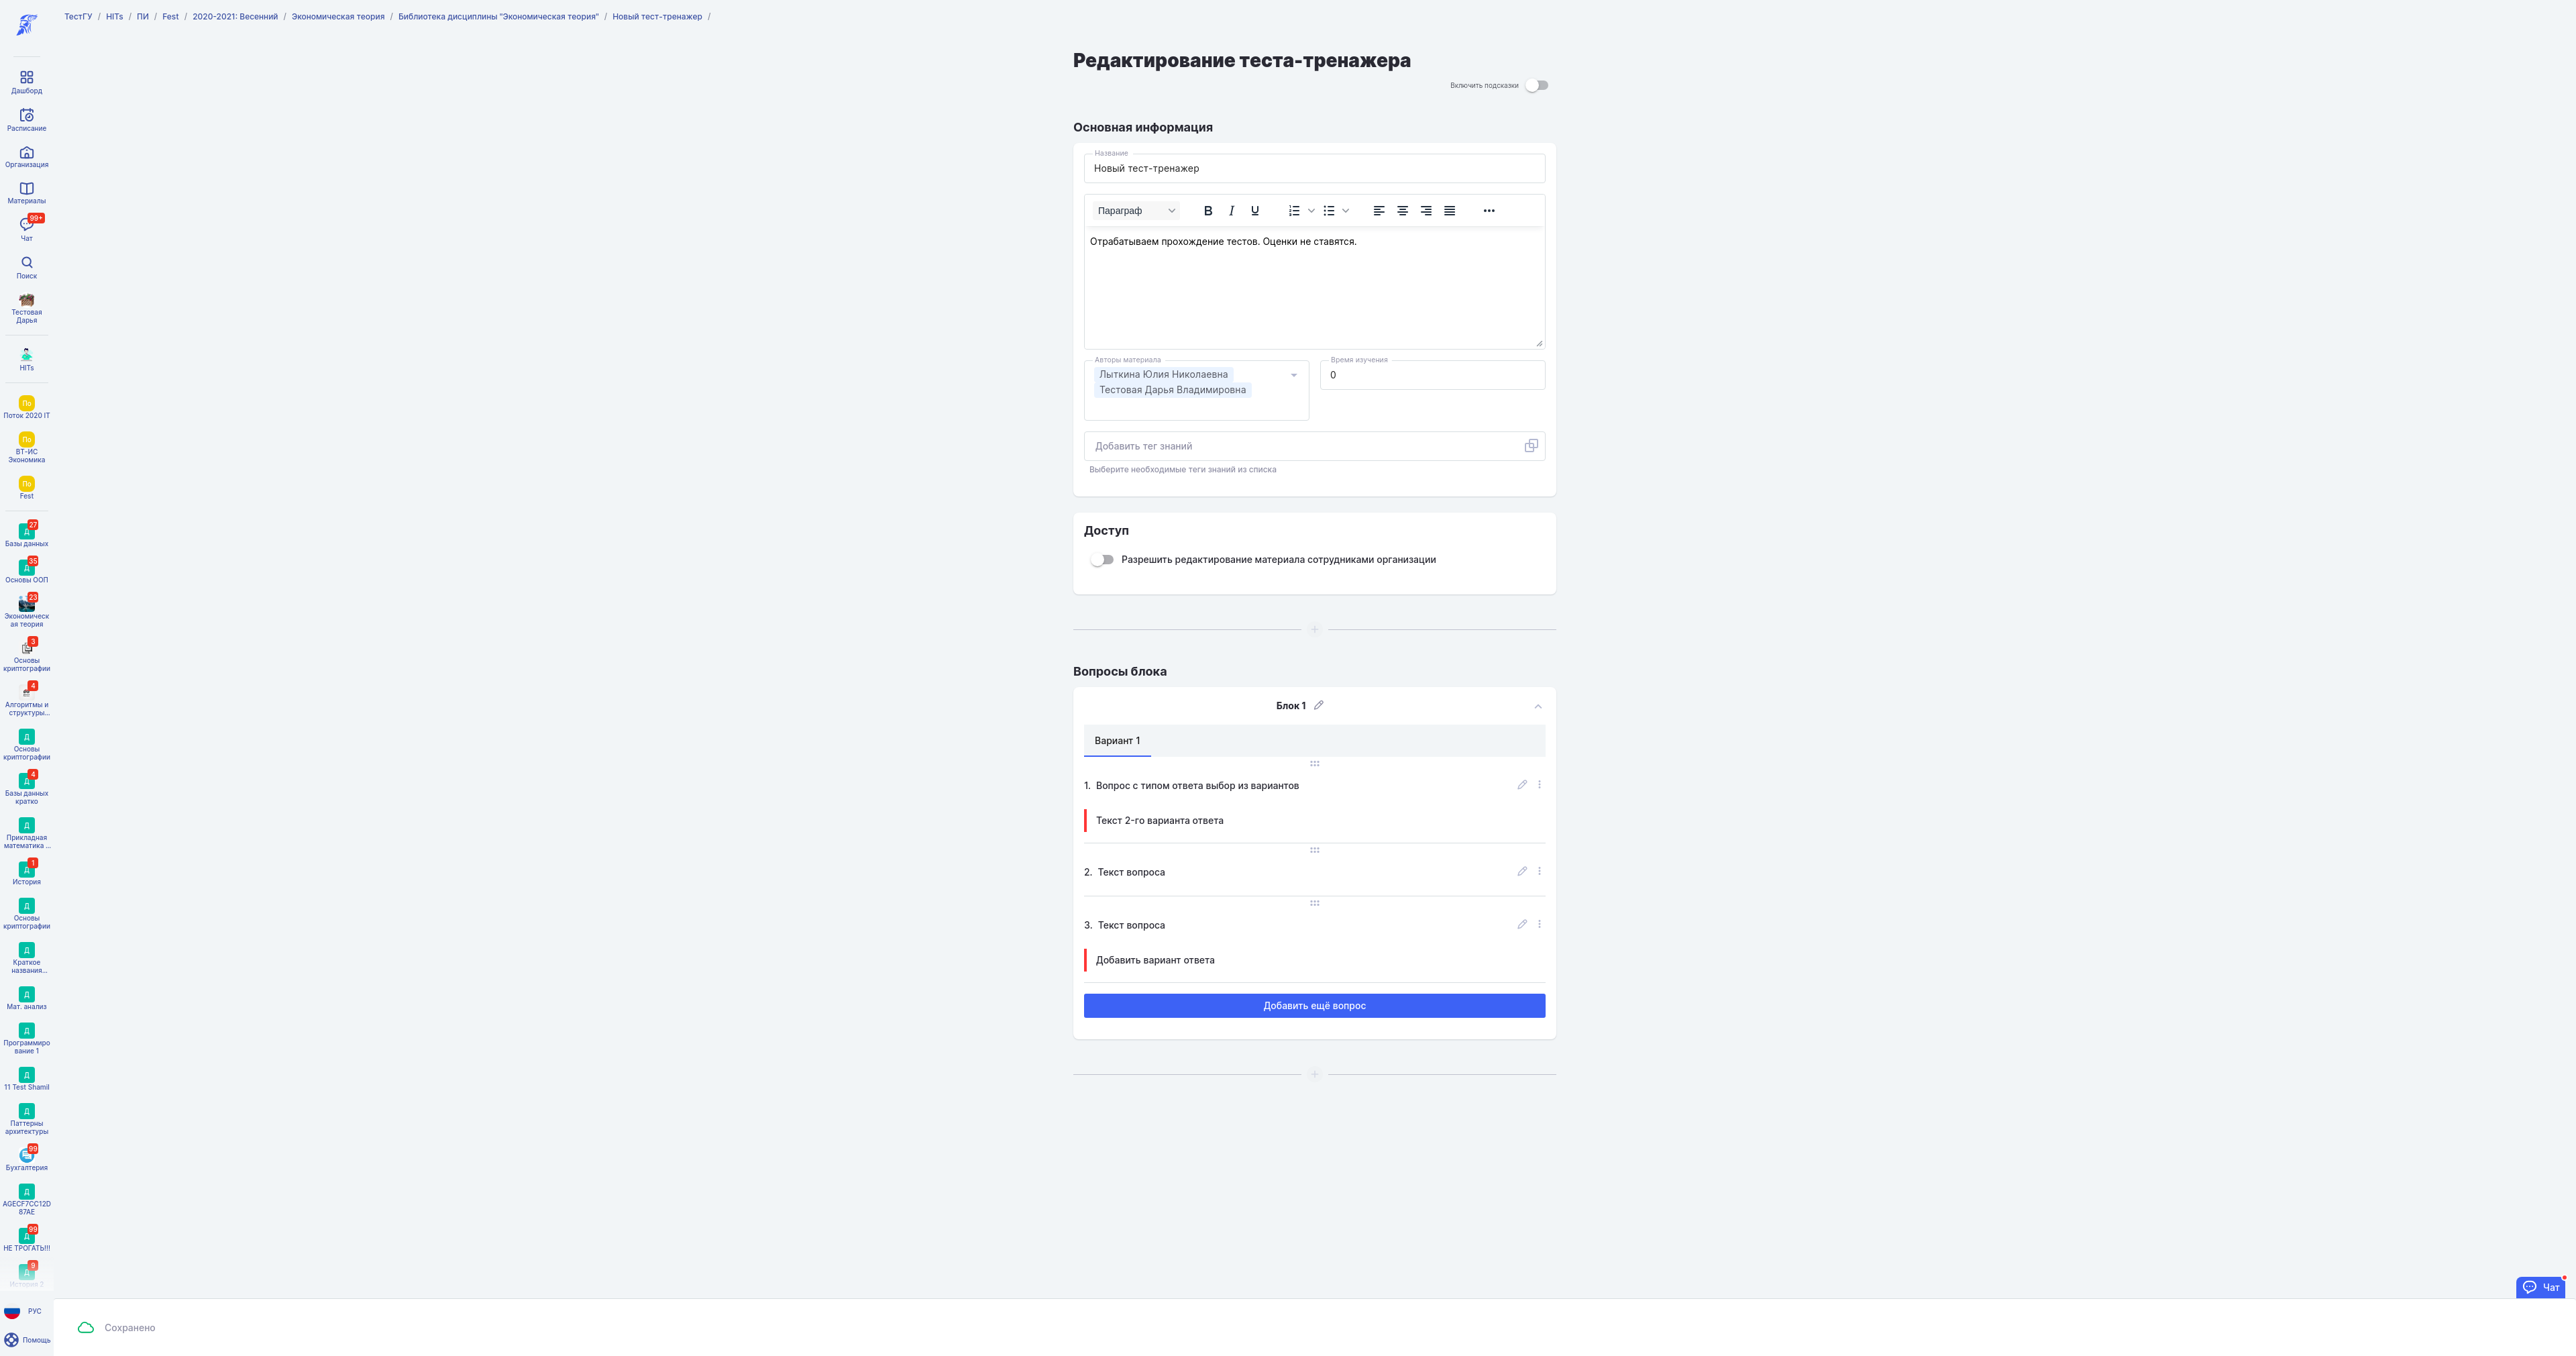 ТестГУ / HITs / ПИ / Fest / 2020-2021: Весенний / Экономическая теория / Библиотека дисциплины "Экономическая теория" / Новый тест-тренажер /
Дашборд
Расписание
Организация
Материалы
99+
Чат
Поиск
Тестовая
Дарья
HITs
По
Поток 2020 IT
По
ВТ-ИС
Экономика
По
Fest
27
Д
Базы данных
35
Д
Основы ООП
23
Экономическ
ая теория
3
Основы
криптографии
4
Алгоритмы и
структуры...
Д
Основы
криптографии
4
Д
Базы данных
кратко
Д
Прикладная
математика ...
1
Д
История
Д
Основы
криптографии
Д
Краткое
названия...
Д
Мат. анализ
Д
Программиро
вание 1
Д
11 Test Shamil
Д
Паттерны
архитектуры
99
Бухгалтерия
Д
AGECF7CC12D
87AE
99
Д
НЕ ТРОГАТЬ!!!
9
Д
История 2
РУС
Помощь
Редактирование теста-тренажера
Включить подсказки
Основная информация
Название
Новый тест-тренажер
Параграф
B I U
Отрабатываем прохождение тестов. Оценки не ставятся.
Авторы материала
Лыткина Юлия Николаевна
Тестовая Дарья Владимировна
Время изучения
0
Добавить тег знаний
Выберите необходимые теги знаний из списка
Доступ
Разрешить редактирование материала сотрудниками организации
Вопросы блока
Блок 1
Вариант 1
1. Вопрос с типом ответа выбор из вариантов
Текст 2-го варианта ответа
2. Текст вопроса
3. Текст вопроса
Добавить вариант ответа
Добавить ещё вопрос
Чат
Сохранено